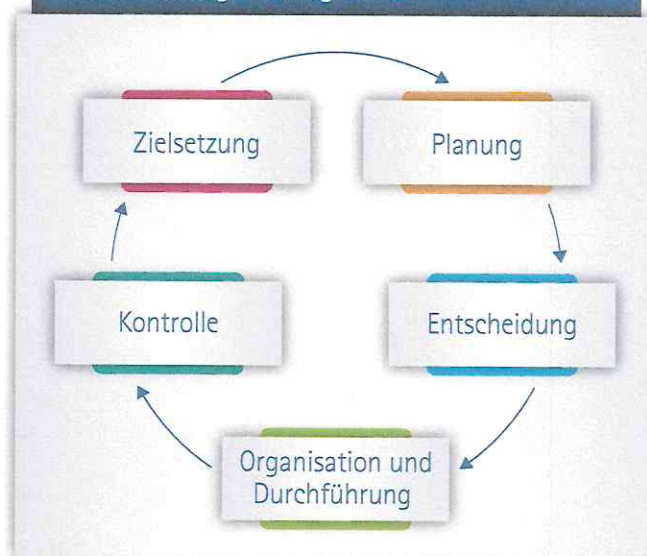 Zielsetzung
Planung
Entscheidung
Organisation und
Durchführung
Kontrolle